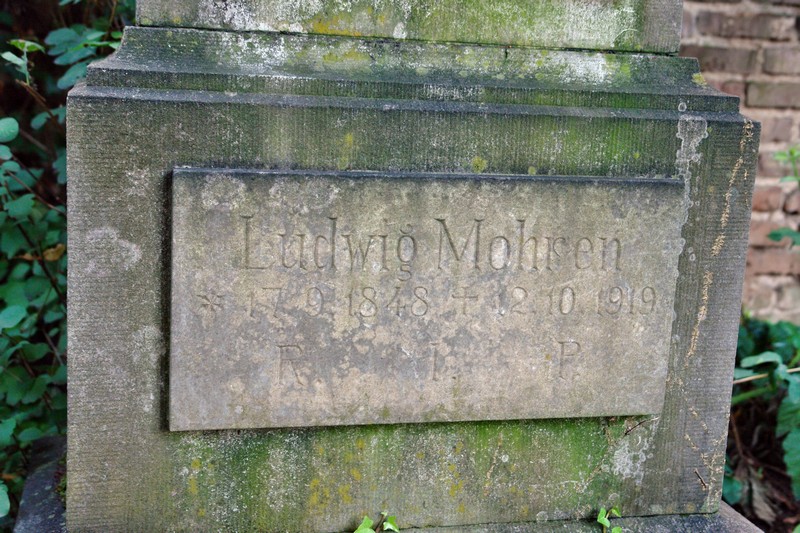 Ludwig Mohren
* 17.9.1848 + 12.10.1919
R. I. P.